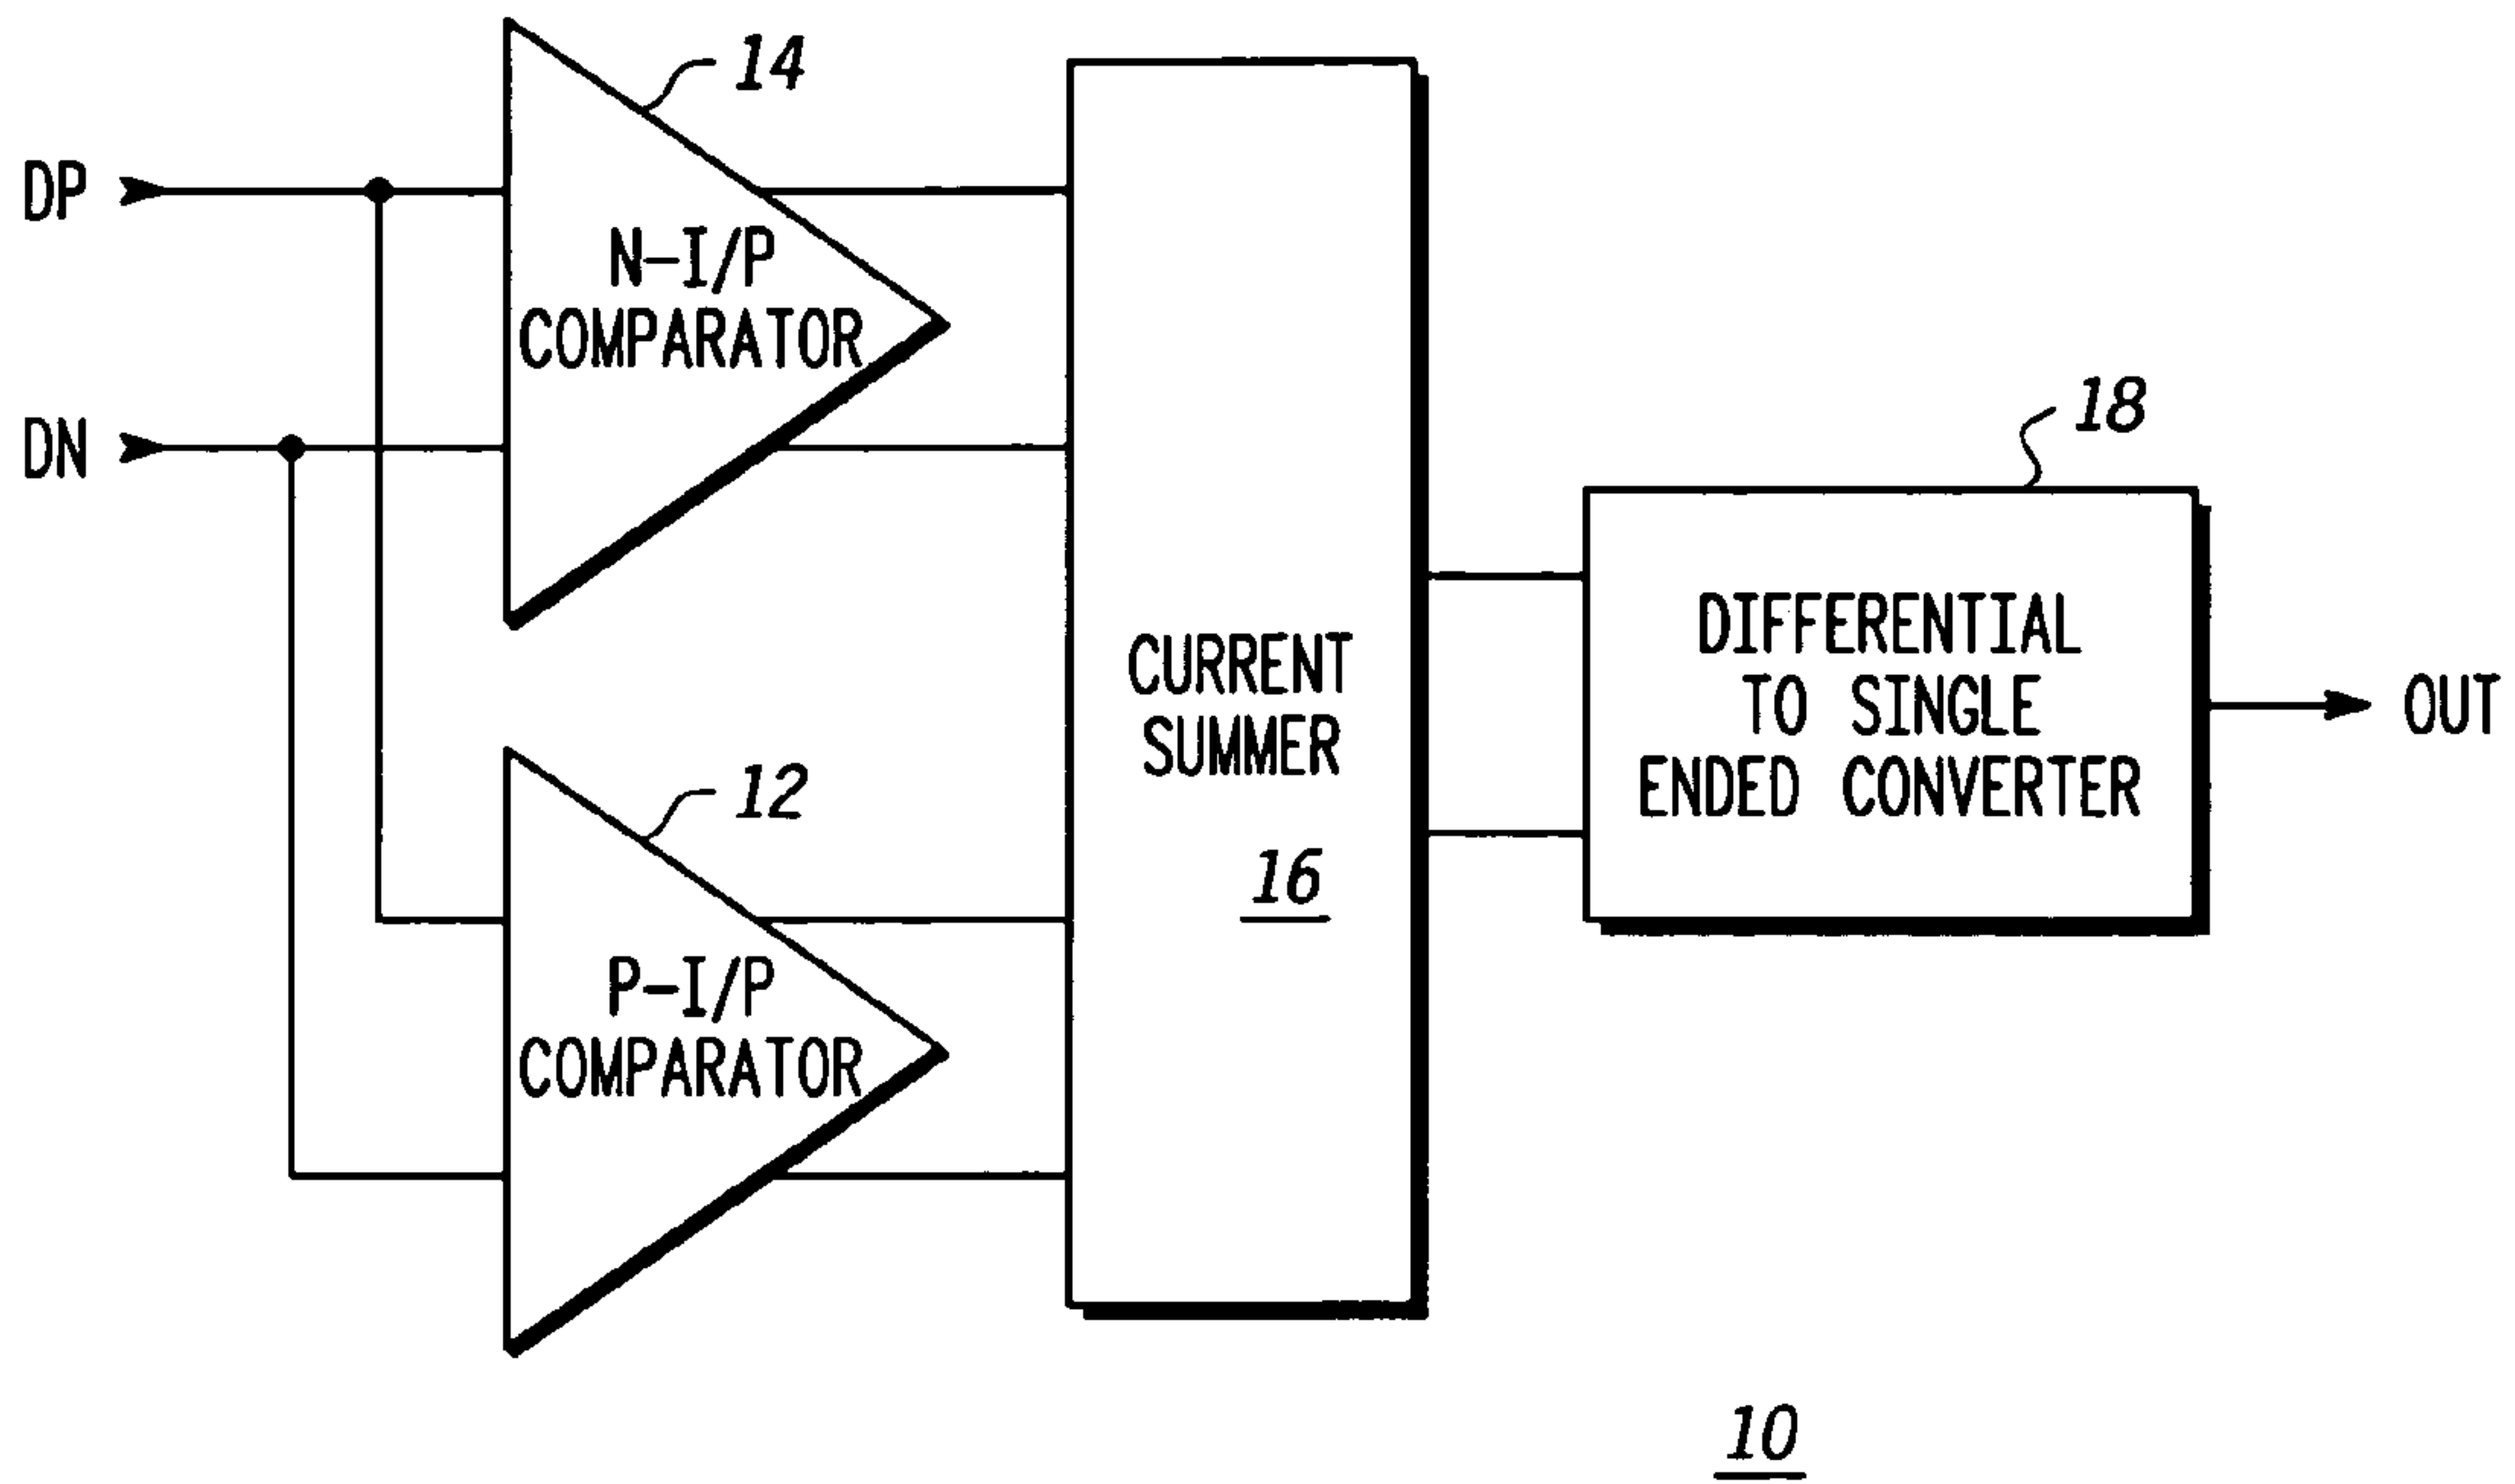 14
DP
N-I/P
COMPARATOR
DN
18
DIFFERENTIAL
TO SINGLE
ENDED CONVERTER
OUT
CURRENT
SUMMER
16
12
P-I/P
COMPARATOR
10